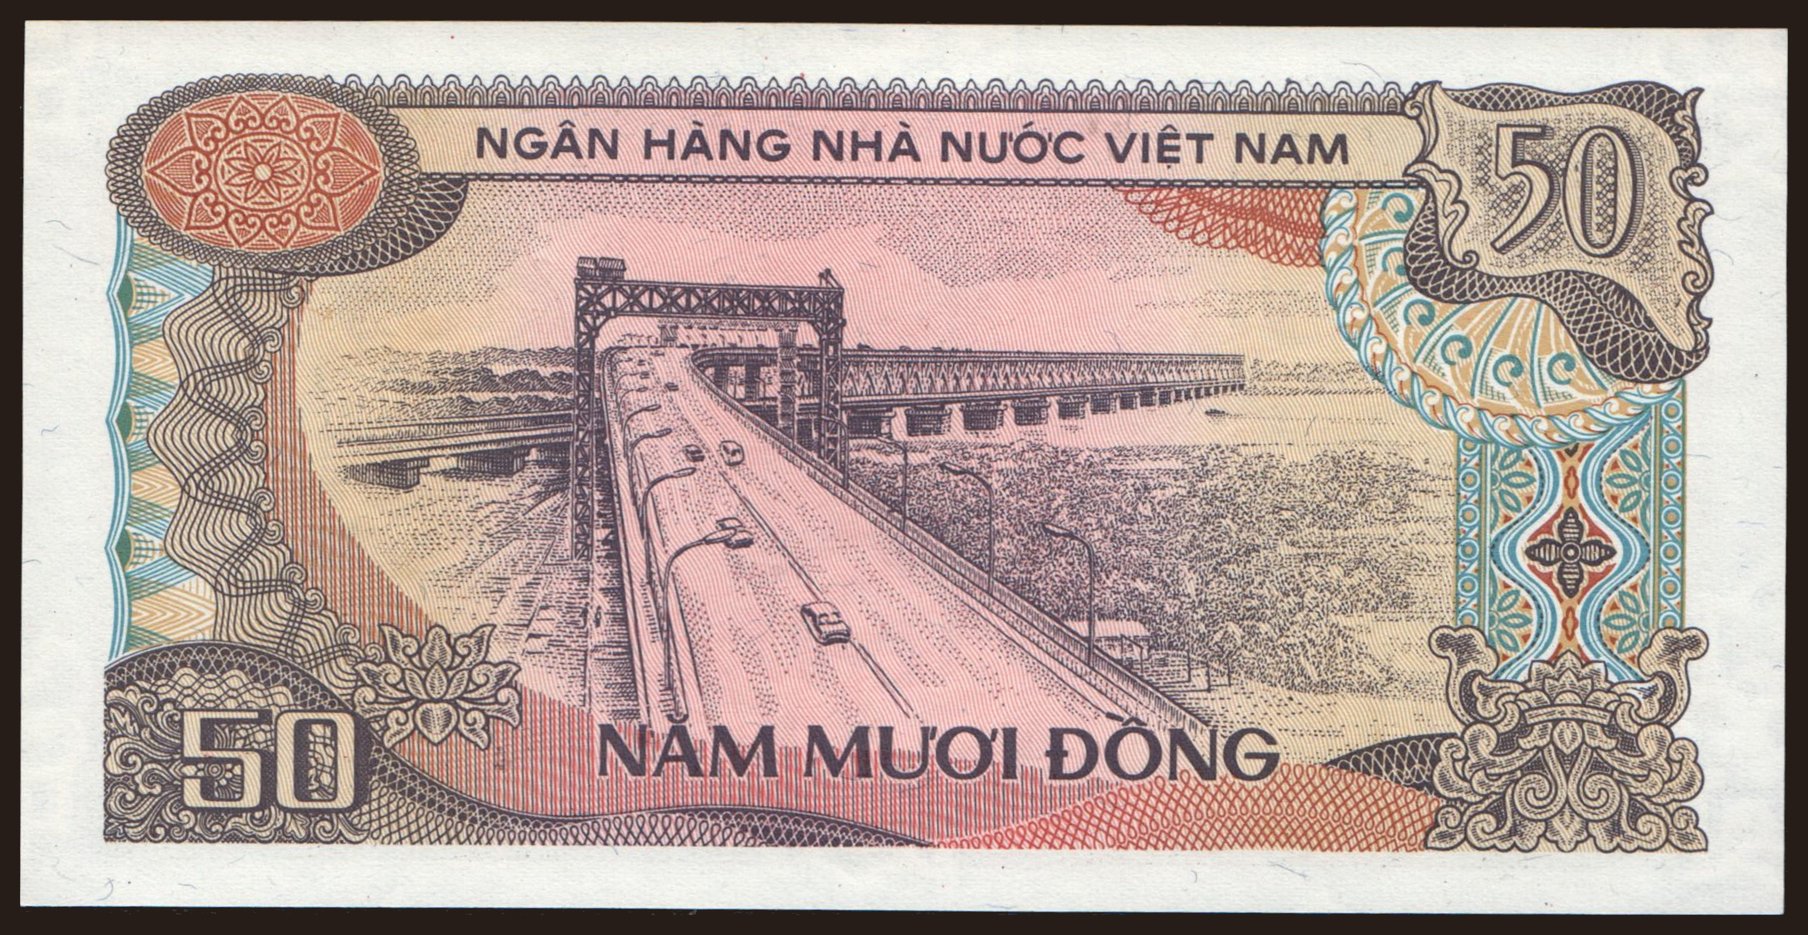 NGÂN HÀNG NHÀ NƯỚC VIỆT NAM
50
50
NĂM MƯƠI ĐỒNG